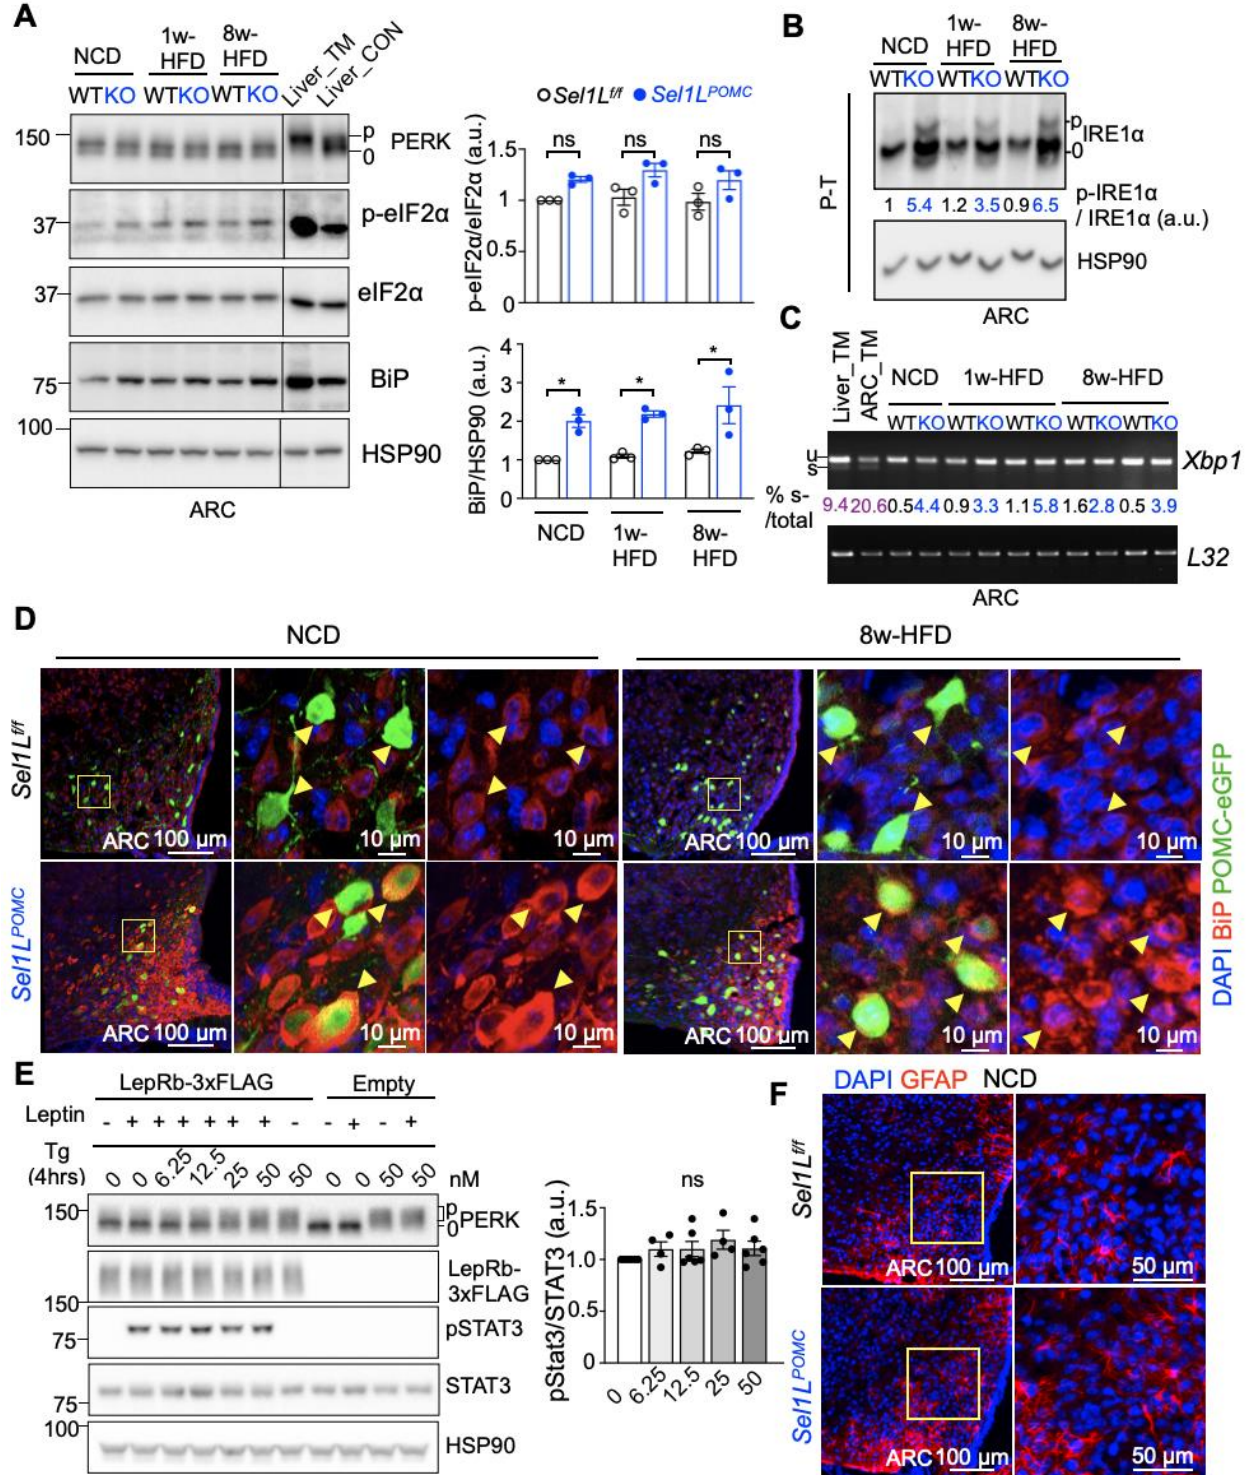 A
NCD 1w-HFD 8w-HFD Liver_TM Liver_CON
WT KO WT KO WT KO
150 p 0 PERK
37 p-eIF2α
37 eIF2α
75 BiP
100 HSP90
ARC
Sel1L^f/f Sel1L^POMC
p-eIF2α/eIF2α (a.u.)
1.5
1
0.5
0
ns ns ns
BiP/HSP90 (a.u.)
4
3
2
1
0
* * *
NCD 1w-HFD 8w-HFD
B
NCD 1w-HFD 8w-HFD
WT KO WT KO WT KO
P-T
p 0 IRE1α
1 5.4 1.2 3.5 0.9 6.5 p-IRE1α / IRE1α (a.u.)
HSP90
ARC
C
Liver_TM ARC_TM NCD 1w-HFD 8w-HFD
WT KO WT KO WT KO WT KO WT KO
u
s
Xbp1
% s-/total 9.4 20.6 0.5 4.4 0.9 3.3 1.1 5.8 1.6 2.8 0.5 3.9
L32
ARC
D
NCD 8w-HFD
Sel1L^f/f
ARC 100 µm 10 µm 10 µm ARC 100 µm 10 µm 10 µm
Sel1L^POMC
ARC 100 µm 10 µm 10 µm ARC 100 µm 10 µm 10 µm
DAPI BiP POMC-eGFP
E
LepRb-3xFLAG Empty
Leptin - + + + + + - - + - +
Tg (4hrs) 0 0 6.25 12.5 25 50 50 0 0 50 50 nM
150 p 0 PERK
LepRb-3xFLAG
150
pSTAT3
75
STAT3
75
100
HSP90
pStat3/STAT3 (a.u.)
ns
1.5
1.0
0.5
0
0 6.25 12.5 25 50
F
DAPI GFAP NCD
Sel1L^f/f
ARC 100 µm 50 µm
Sel1L^POMC
ARC 100 µm 50 µm